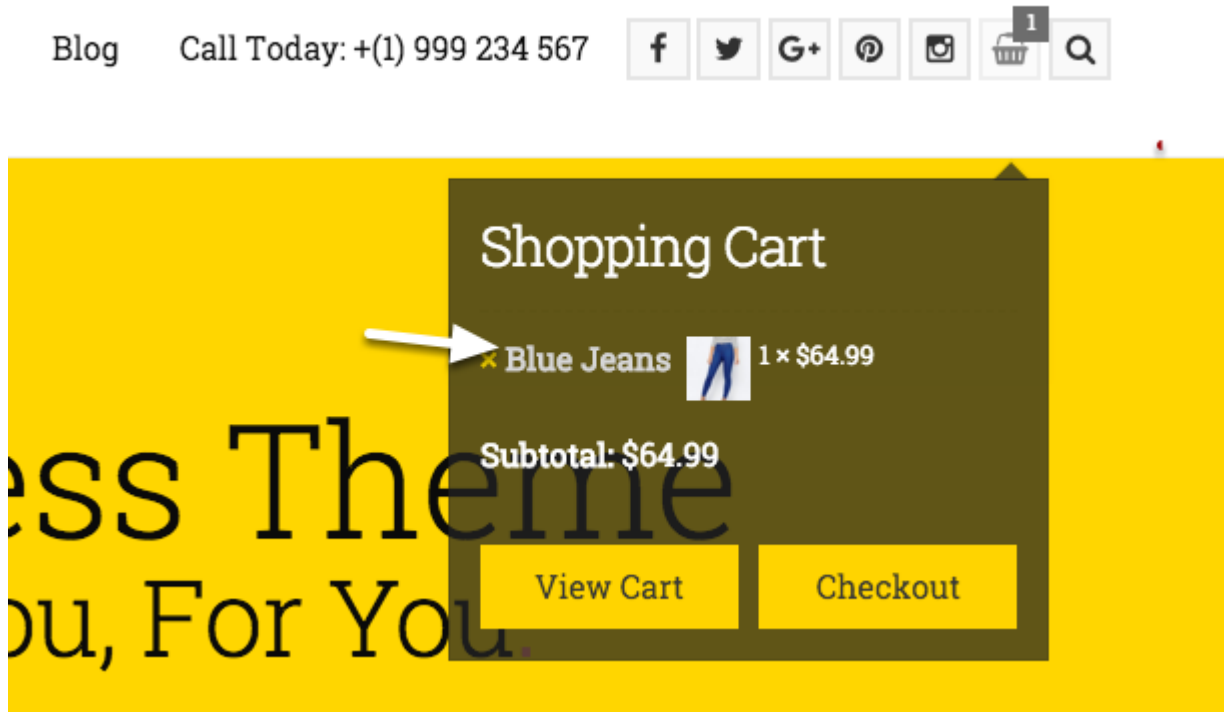 Blog Call Today: +(1) 999 234 567 f G+ 1
Shopping Cart
× Blue Jeans 1 × $64.99
Subtotal: $64.99
ess Theme
View Cart Checkout
ou, For You.